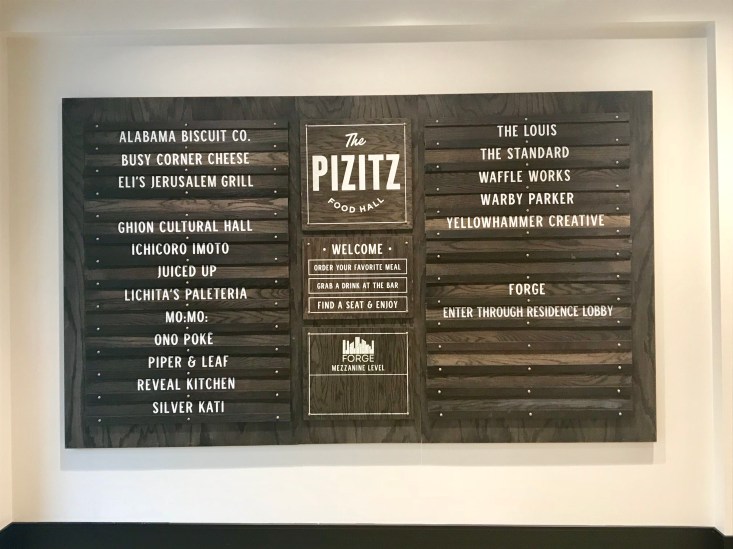 ALABAMA BISCUIT CO.
BUSY CORNER CHEESE
ELI'S JERUSALEM GRILL
GHION CULTURAL HALL
ICHICORO IMOTO
JUICED UP
LICHITA'S PALETERIA
MO:MO:
ONO POKÉ
PIPER & LEAF
REVEAL KITCHEN
SILVER KATI
The
PIZITZ
FOOD HALL
• WELCOME •
ORDER YOUR FAVORITE MEAL
GRAB A DRINK AT THE BAR
FIND A SEAT & ENJOY
FORGE
MEZZANINE LEVEL
THE LOUIS
THE STANDARD
WAFFLE WORKS
WARBY PARKER
YELLOWHAMMER CREATIVE
FORGE
ENTER THROUGH RESIDENCE LOBBY